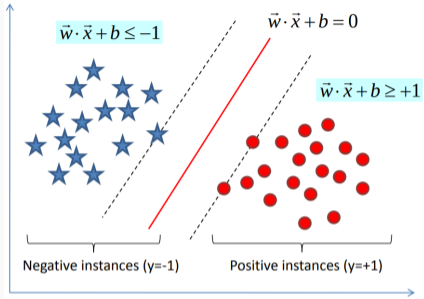 w⃗ · x⃗ + b = 0
w⃗ · x⃗ + b ≤ −1
w⃗ · x⃗ + b ≥ +1
Negative instances (y=-1)
Positive instances (y=+1)